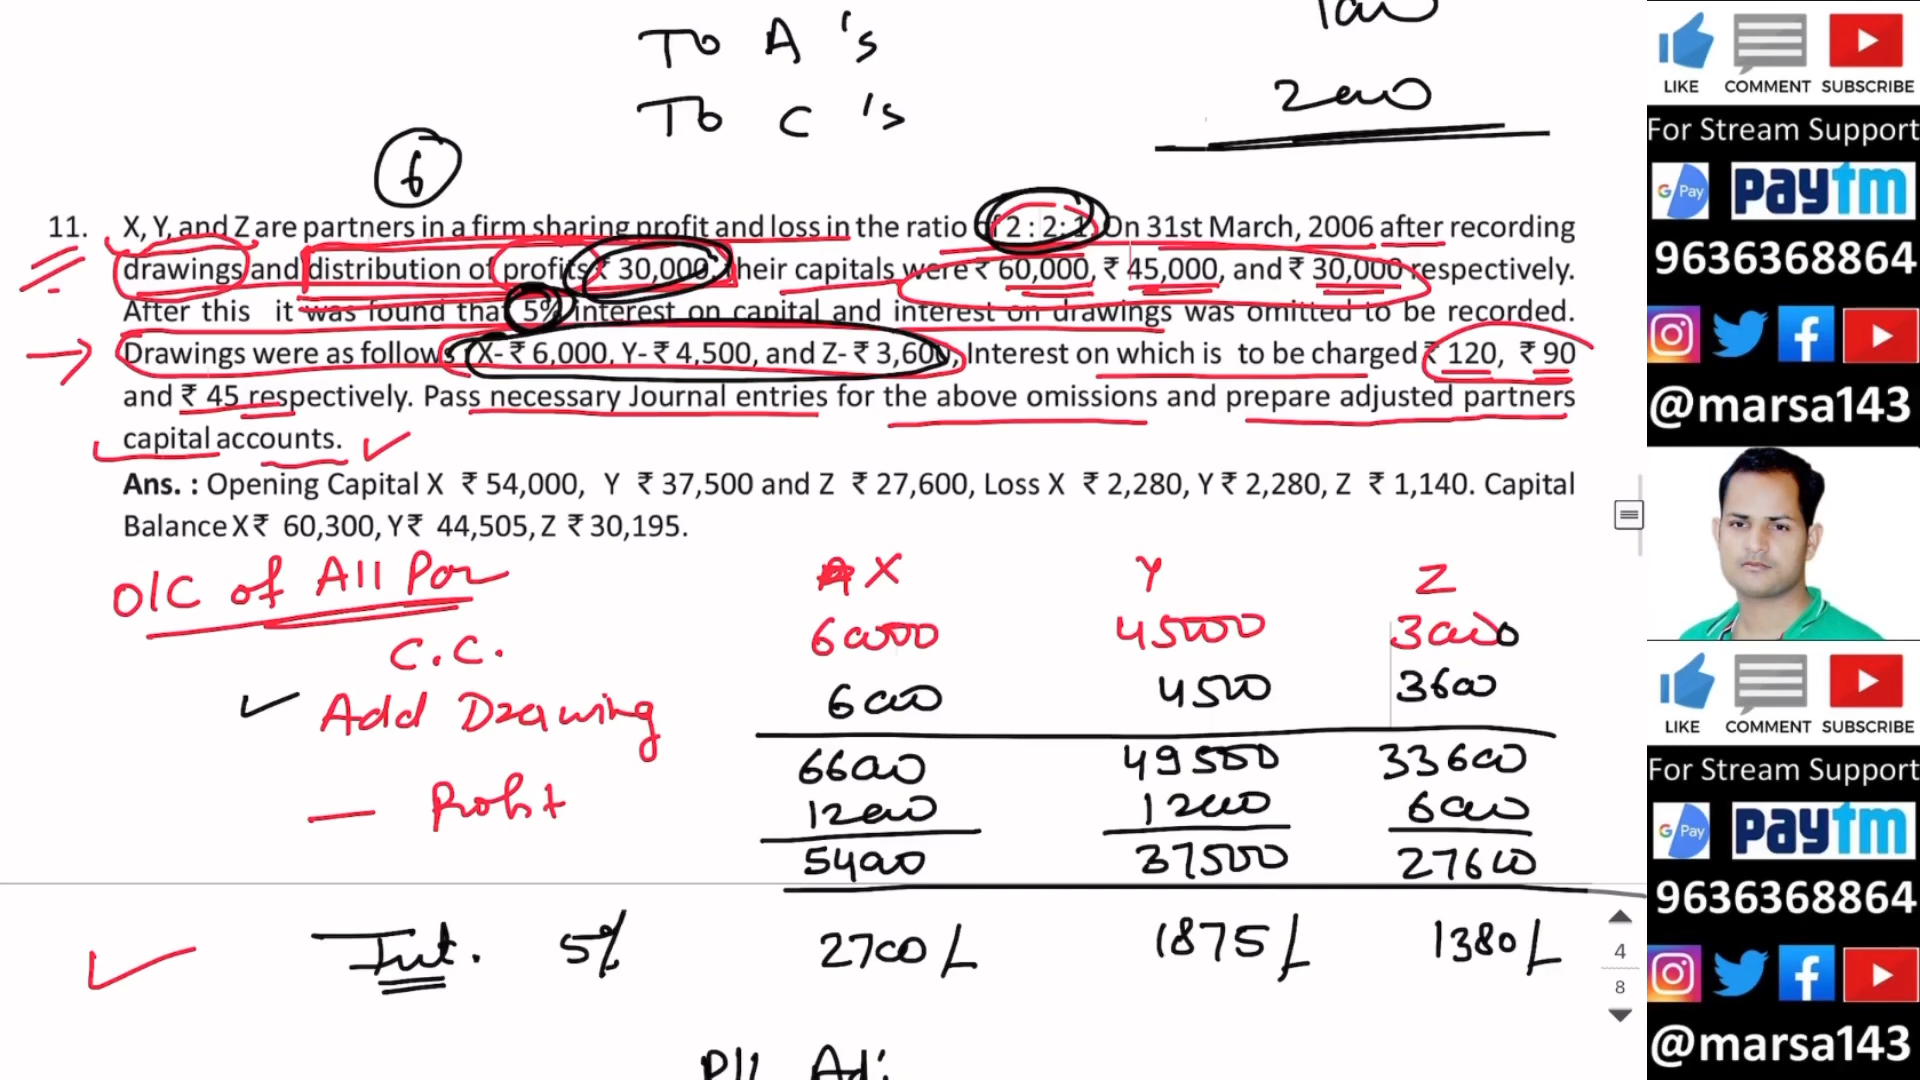 To A's
To C's 2000
6
11. X, Y, and Z are partners in a firm sharing profit and loss in the ratio of 2 : 2: 1. On 31st March, 2006 after recording
drawings and distribution of profits ₹ 30,000, their capitals were ₹ 60,000, ₹ 45,000, and ₹ 30,000 respectively.
After this it was found that 5% interest on capital and interest on drawings was omitted to be recorded.
Drawings were as follows X- ₹ 6,000, Y- ₹ 4,500, and Z- ₹ 3,600, Interest on which is to be charged ₹ 120, ₹ 90
and ₹ 45 respectively. Pass necessary Journal entries for the above omissions and prepare adjusted partners
capital accounts.
Ans. : Opening Capital X ₹ 54,000, Y ₹ 37,500 and Z ₹ 27,600, Loss X ₹ 2,280, Y ₹ 2,280, Z ₹ 1,140. Capital
Balance X ₹ 60,300, Y ₹ 44,505, Z ₹ 30,195.
O/C of All Par X Y Z
C.C. 60000 45000 30000
Add Drawing 6000 4500 3600
66000 49500 33600
— Profit 12000 12000 6000
54000 37500 27600
Int. 5% 2700 1875 1380
P/L Adj
4
8
LIKE COMMENT SUBSCRIBE
For Stream Support
G Pay paytm
9636368864
@marsa143
LIKE COMMENT SUBSCRIBE
For Stream Support
G Pay paytm
9636368864
@marsa143